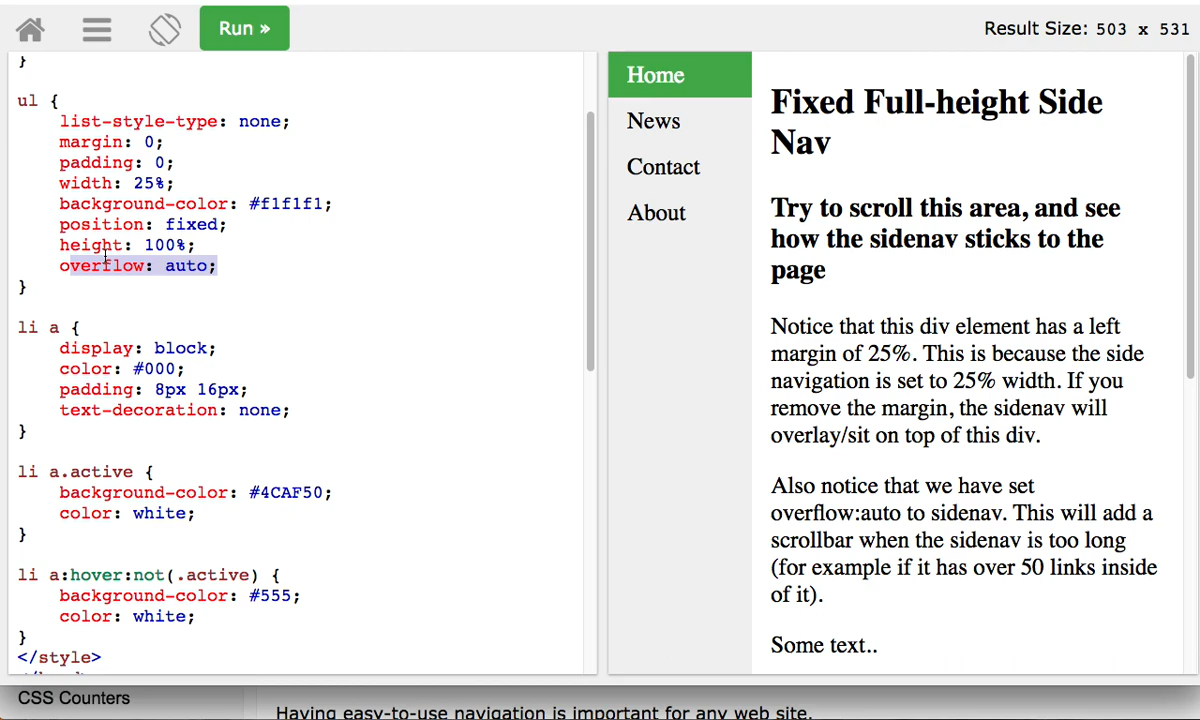 Run »
Result Size: 503 x 531
}
ul {
list-style-type: none;
margin: 0;
padding: 0;
width: 25%;
background-color: #f1f1f1;
position: fixed;
height: 100%;
overflow: auto;
}
li a {
display: block;
color: #000;
padding: 8px 16px;
text-decoration: none;
}
li a.active {
background-color: #4CAF50;
color: white;
}
li a:hover:not(.active) {
background-color: #555;
color: white;
}
</style>
Home
News
Contact
About
Fixed Full-height Side
Nav
Try to scroll this area, and see
how the sidenav sticks to the
page
Notice that this div element has a left
margin of 25%. This is because the side
navigation is set to 25% width. If you
remove the margin, the sidenav will
overlay/sit on top of this div.
Also notice that we have set
overflow:auto to sidenav. This will add a
scrollbar when the sidenav is too long
(for example if it has over 50 links inside
of it).
Some text..
CSS Counters
Having easy-to-use navigation is important for any web site.